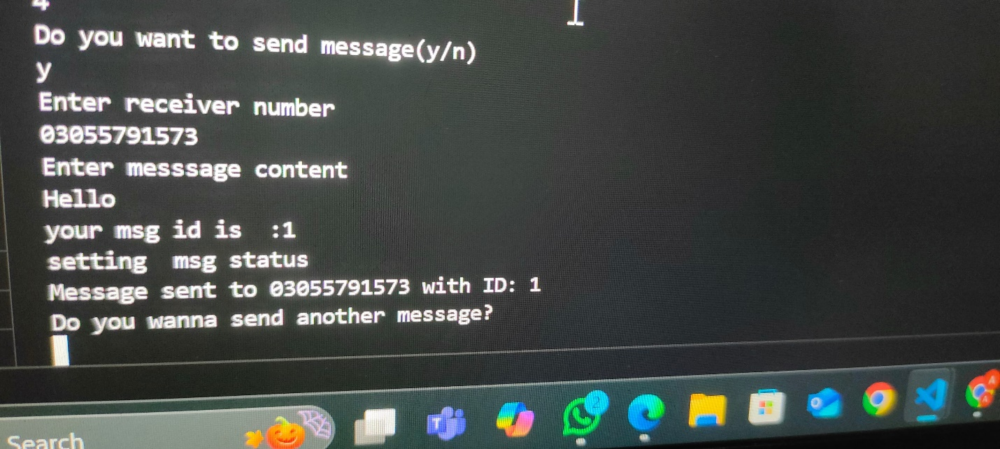 4
Do you want to send message(y/n)
y
Enter receiver number
03055791573
Enter messsage content
Hello
your msg id is  :1
setting  msg status
Message sent to 03055791573 with ID: 1
Do you wanna send another message?
Search
T
2
A
A